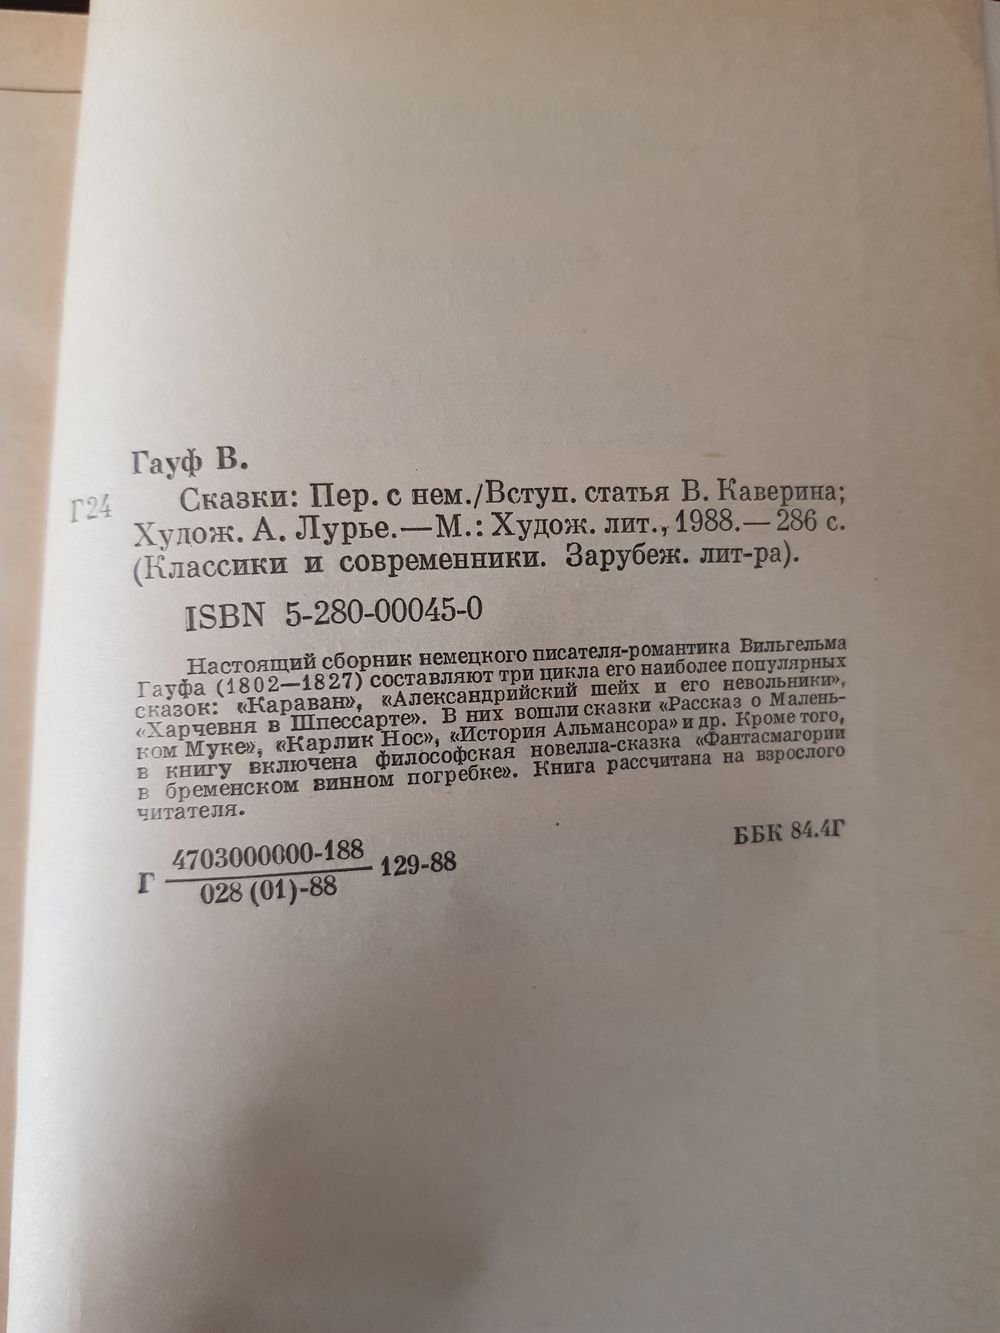 Гауф В.
Г24
Сказки: Пер. с нем./Вступ. статья В. Каверина;
Худож. А. Лурье.—М.: Худож. лит., 1988.— 286 с.
(Классики и современники. Зарубеж. лит-ра).
ISBN 5-280-00045-0
Настоящий сборник немецкого писателя-романтика Вильгельма
Гауфа (1802—1827) составляют три цикла его наиболее популярных
сказок: «Караван», «Александрийский шейх и его невольники»,
«Харчевня в Шпессарте». В них вошли сказки «Рассказ о Малень-
ком Муке», «Карлик Нос», «История Альмансора» и др. Кроме того,
в книгу включена философская новелла-сказка «Фантасмагории
в бременском винном погребке». Книга рассчитана на взрослого
читателя.
Г 4703000000-188 129-88
028 (01)-88
ББК 84.4Г